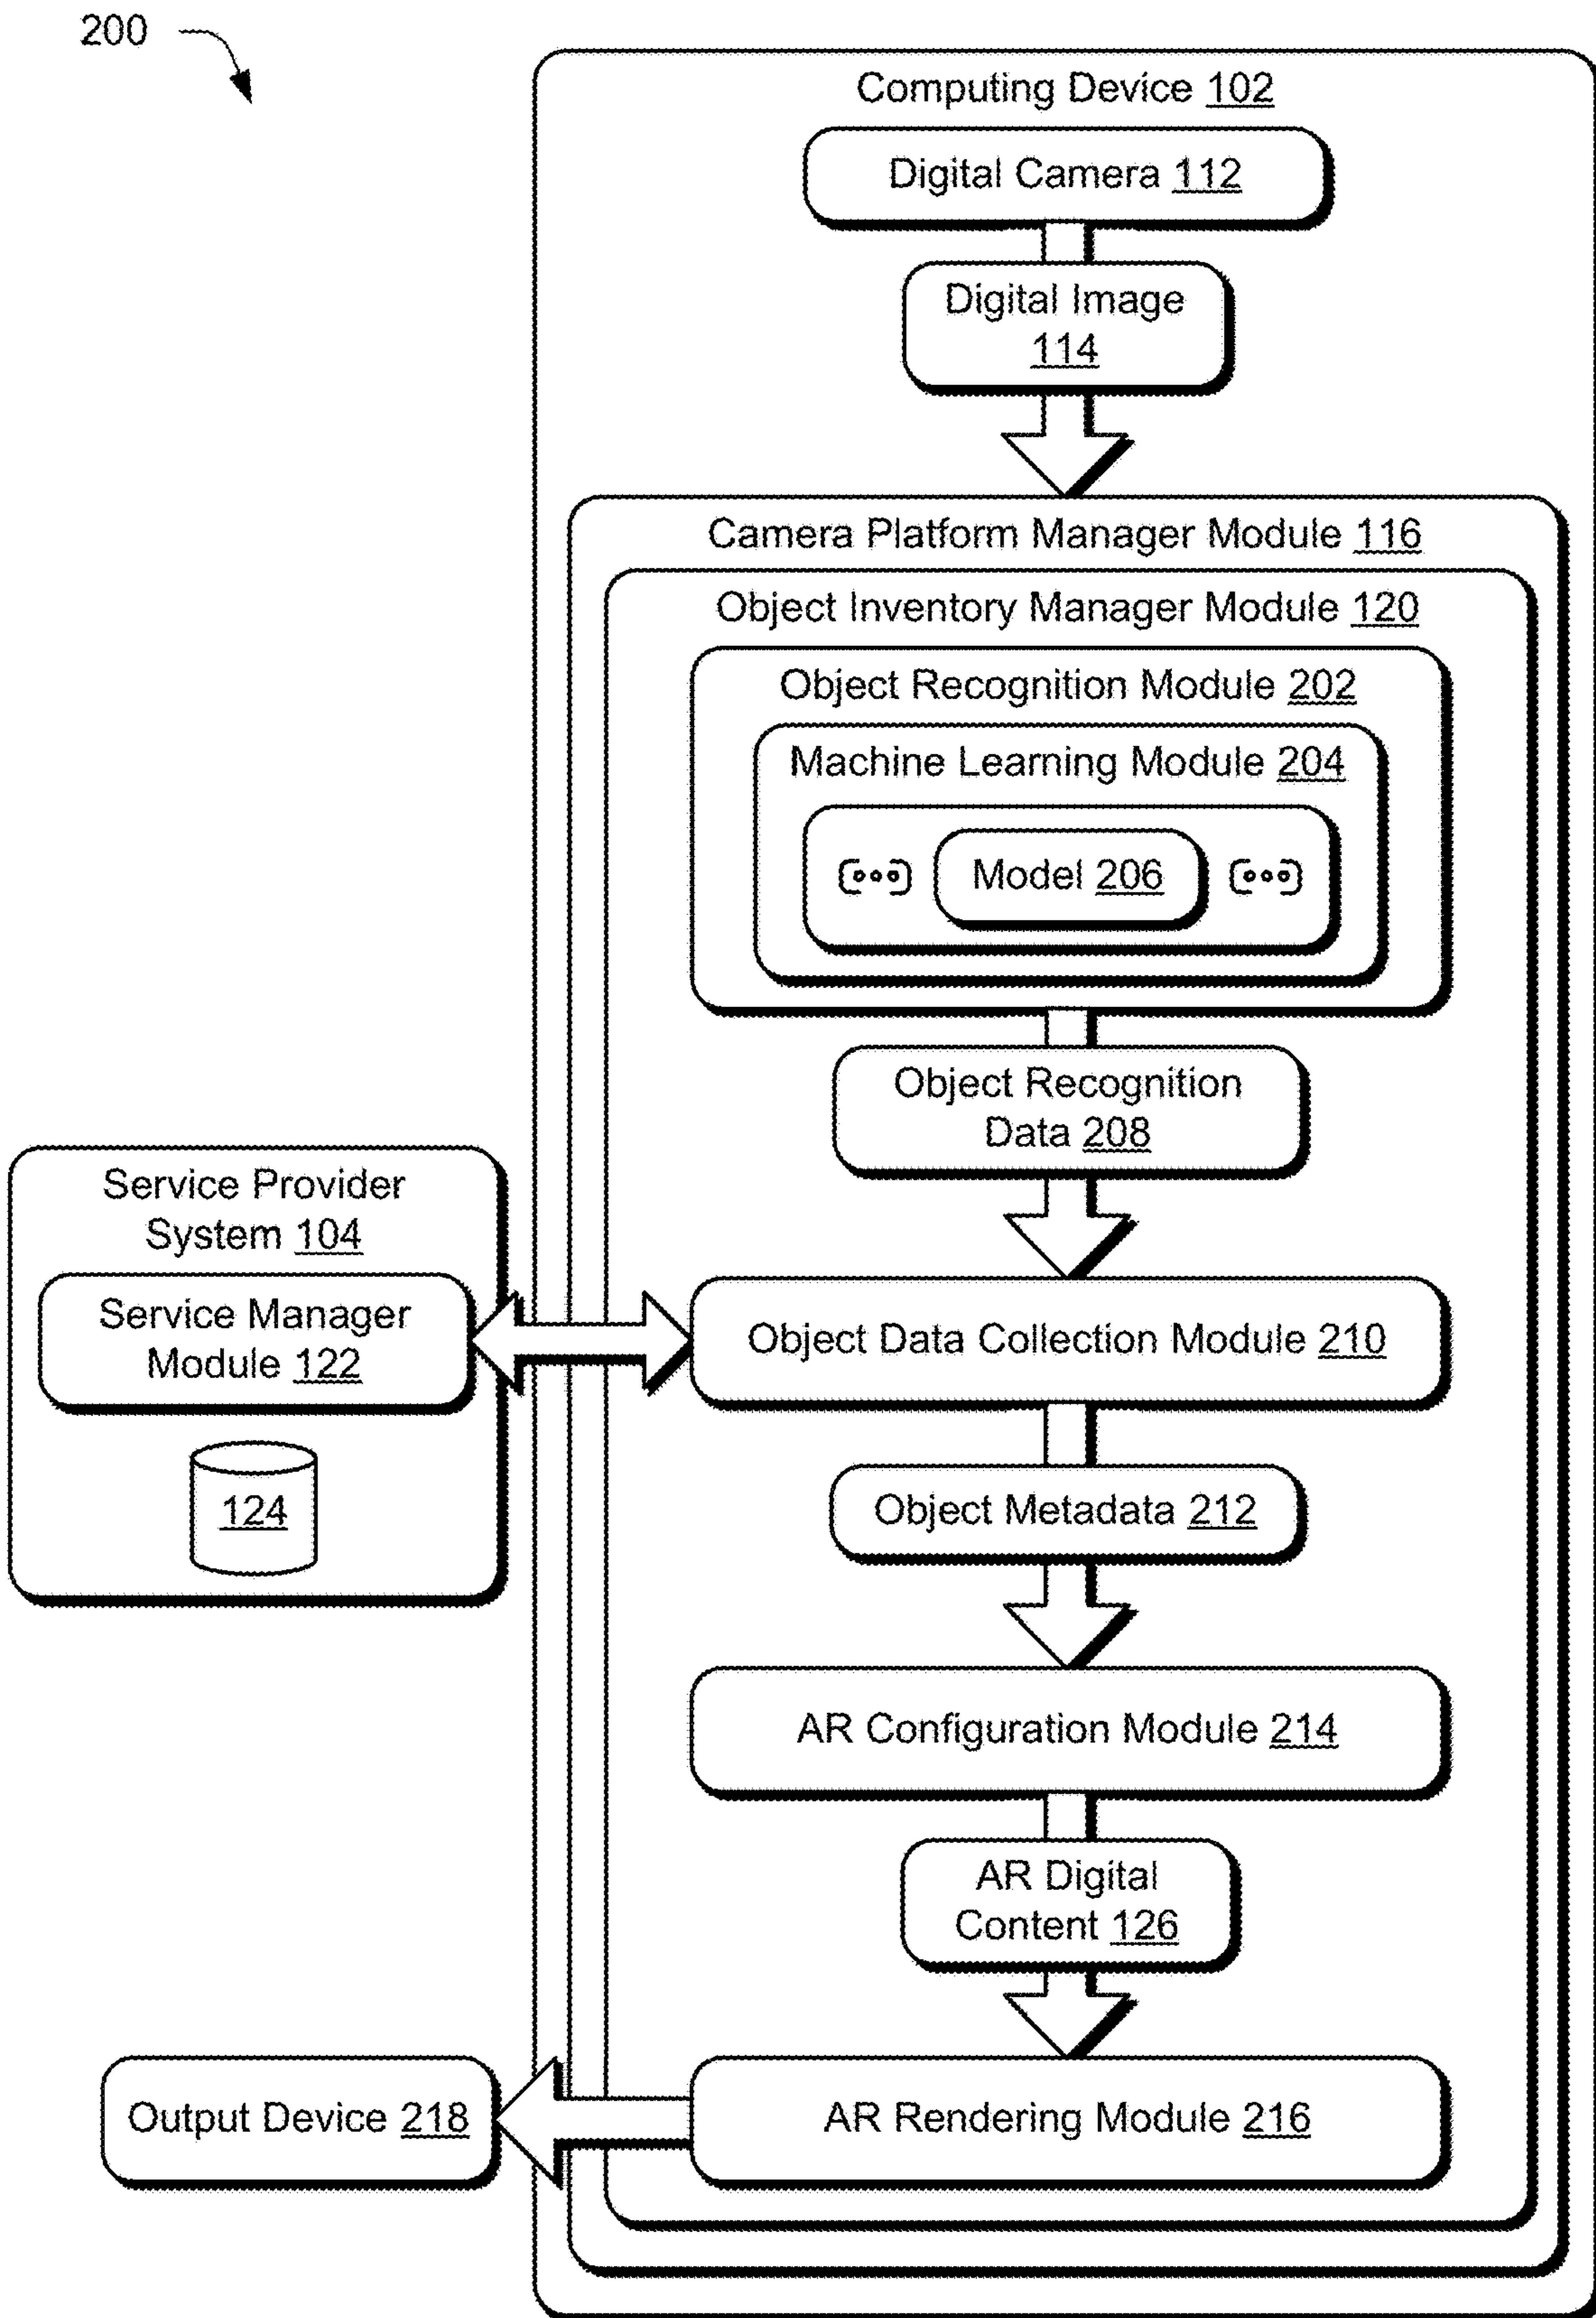 200
Computing Device 102
Digital Camera 112
Digital Image
114
Camera Platform Manager Module 116
Object Inventory Manager Module 120
Object Recognition Module 202
Machine Learning Module 204
Model 206
Object Recognition
Data 208
Service Provider
System 104
Service Manager
Module 122
124
Object Data Collection Module 210
Object Metadata 212
AR Configuration Module 214
AR Digital
Content 126
Output Device 218
AR Rendering Module 216